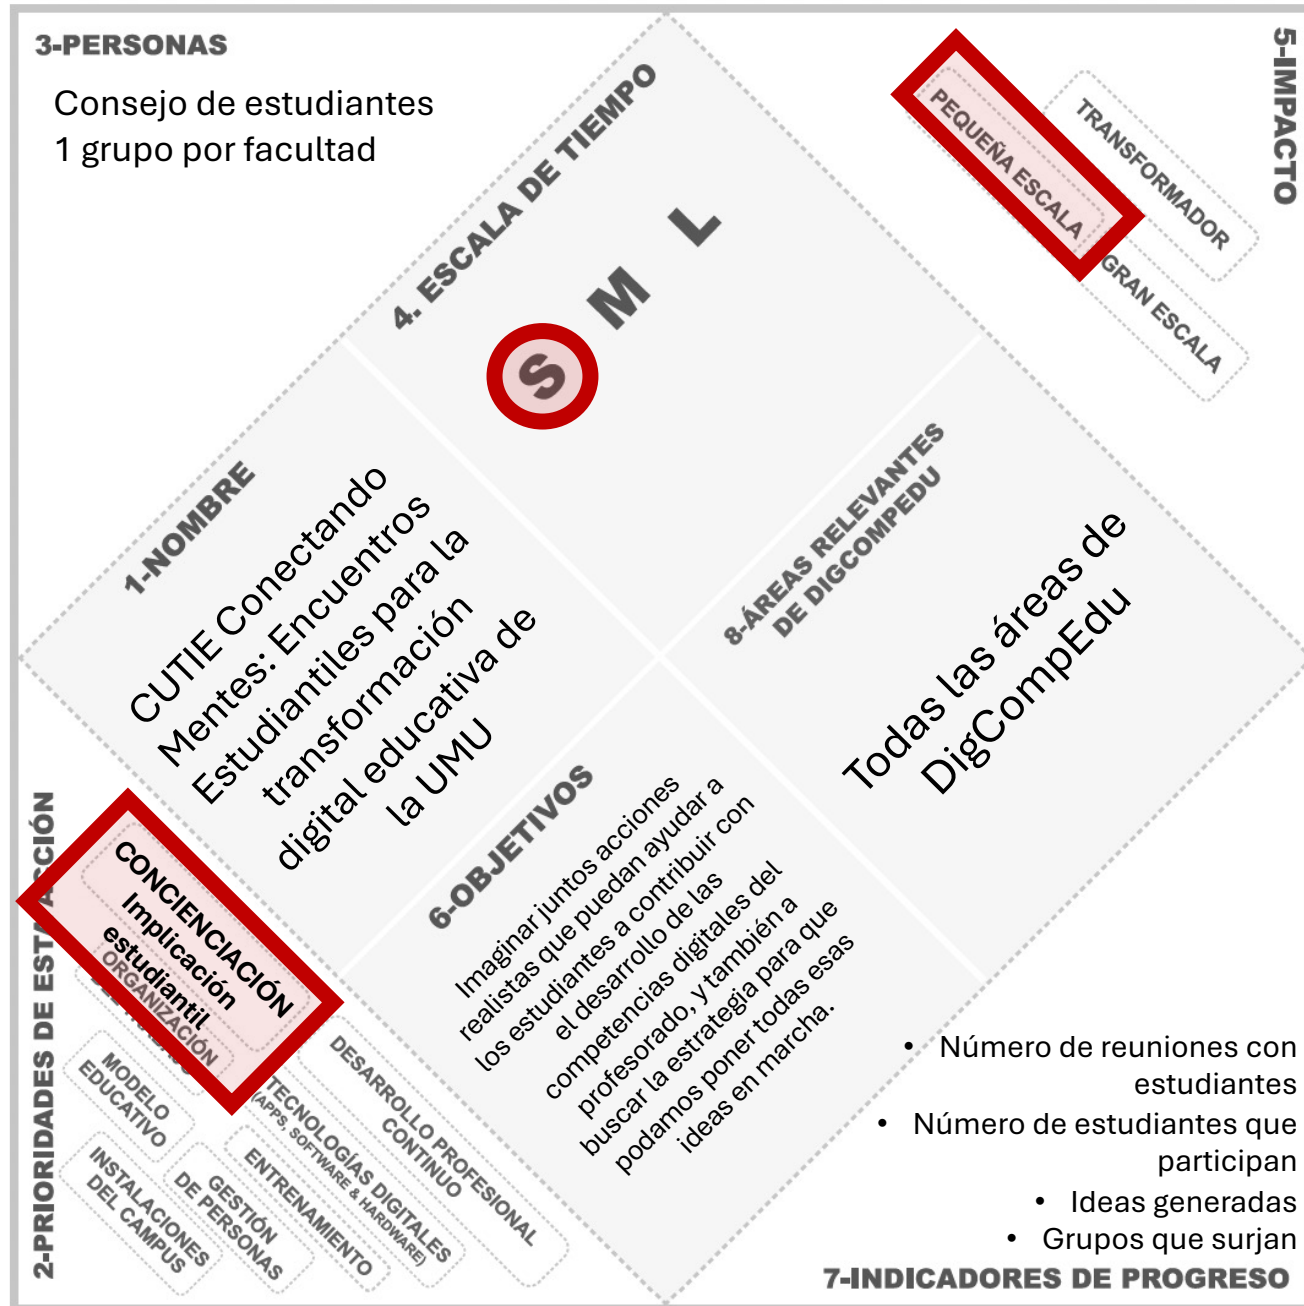 3-PERSONAS
Consejo de estudiantes
1 grupo por facultad
4. ESCALA DE TIEMPO
S M L
5-IMPACTO
PEQUEÑA ESCALA
TRANSFORMADOR
GRAN ESCALA
1-NOMBRE
CUTIE Conectando
Mentes: Encuentros
Estudiantiles para la
transformación
digital educativa de
la UMU
8-ÁREAS RELEVANTES
DE DIGCOMPEDU
Todas las áreas de
DigCompEdu
2-PRIORIDADES DE ESTA ACCIÓN
CONCIENCIACIÓN
Implicación
estudiantil
ORGANIZACIÓN
MODELO
EDUCATIVO
INSTALACIONES
DEL CAMPUS
GESTIÓN
DE PERSONAS
ENTRENAMIENTO
TECNOLOGÍAS DIGITALES
(APPS, SOFTWARE & HARDWARE)
DESARROLLO PROFESIONAL
CONTINUO
6-OBJETIVOS
Imaginar juntos acciones
realistas que puedan ayudar a
los estudiantes a contribuir con
el desarrollo de las
competencias digitales del
profesorado, y también a
buscar la estrategia para que
podamos poner todas esas
ideas en marcha.
• Número de reuniones con
estudiantes
• Número de estudiantes que
participan
• Ideas generadas
• Grupos que surjan
7-INDICADORES DE PROGRESO